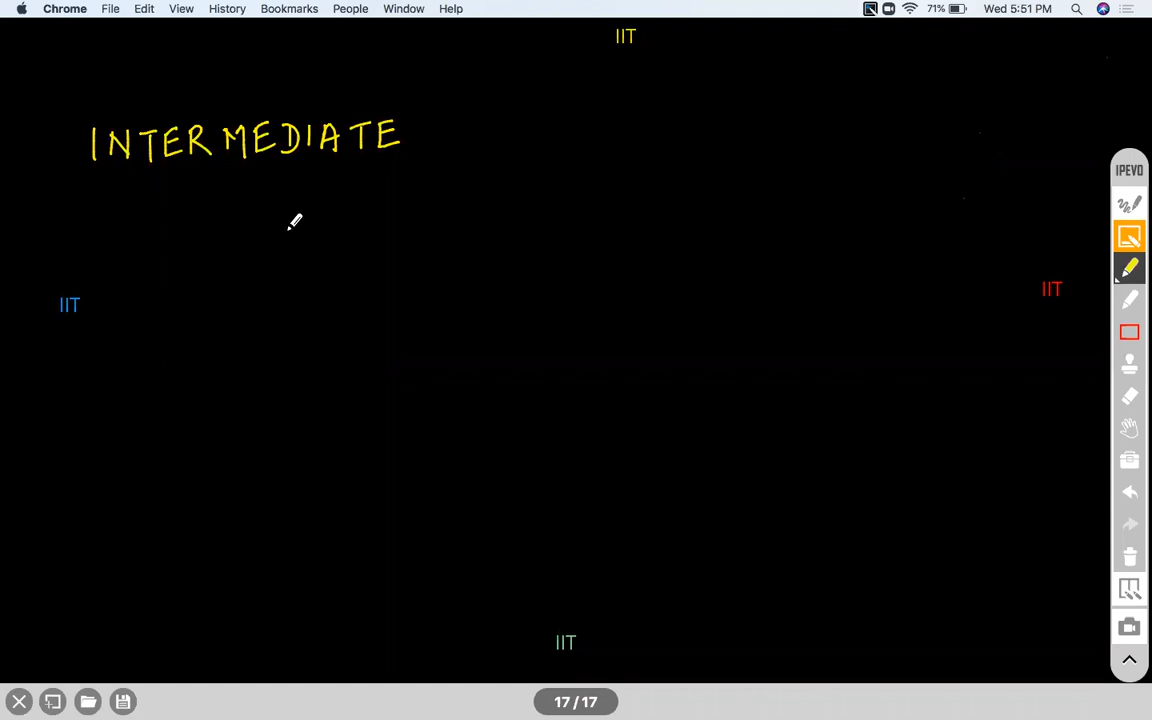 Chrome File Edit View History Bookmarks People Window Help 71% Wed 5:51 PM
IIT
INTERMEDIATE
IPEVO
IIT
IIT
IIT
17 / 17